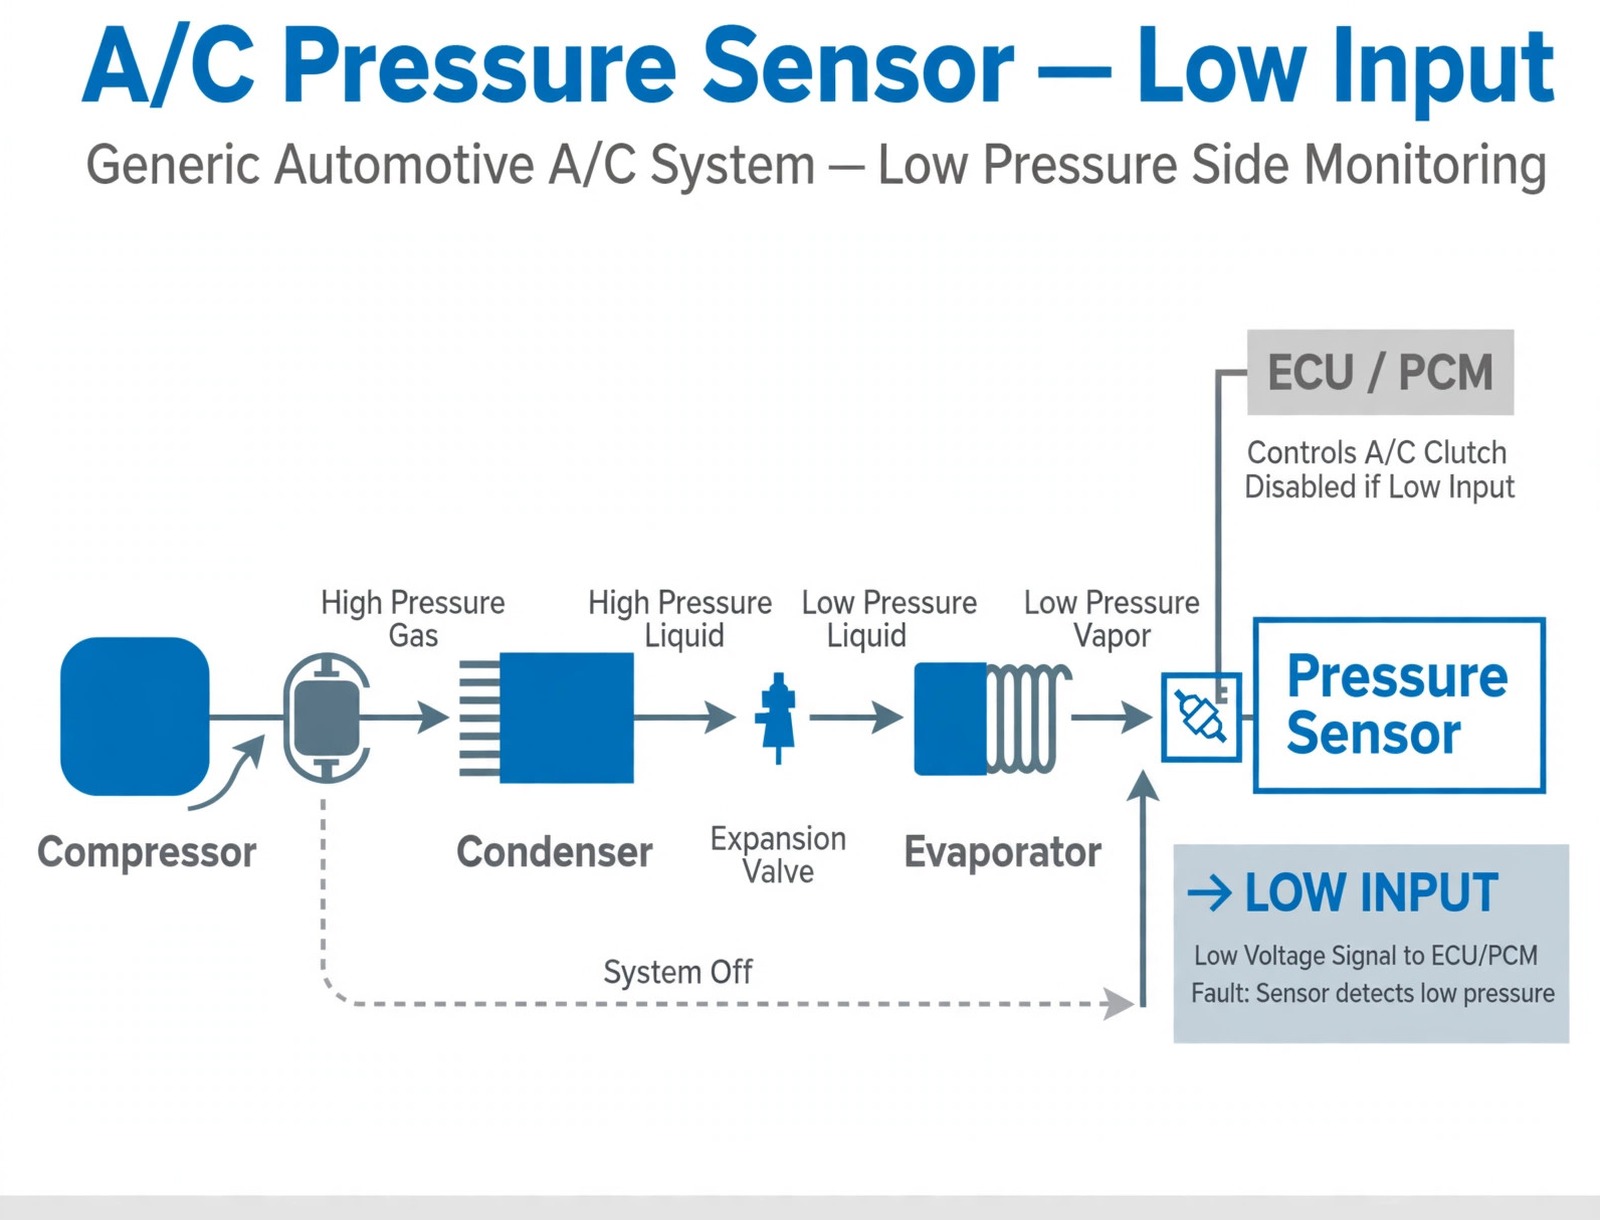 A/C Pressure Sensor — Low Input
Generic Automotive A/C System — Low Pressure Side Monitoring
ECU / PCM
Controls A/C Clutch
Disabled if Low Input
High Pressure
Gas
High Pressure
Liquid
Low Pressure
Liquid
Low Pressure
Vapor
Pressure
Sensor
Compressor
Condenser
Expansion
Valve
Evaporator
→ LOW INPUT
Low Voltage Signal to ECU/PCM
Fault: Sensor detects low pressure
System Off